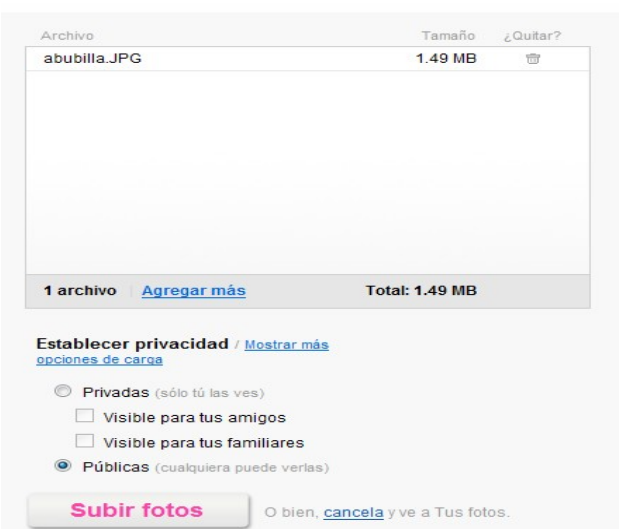 Archivo Tamaño ¿Quitar?
abubilla.JPG 1.49 MB
1 archivo Agregar más Total: 1.49 MB
Establecer privacidad / Mostrar más
opciones de carga
Privadas (sólo tú las ves)
Visible para tus amigos
Visible para tus familiares
Públicas (cualquiera puede verlas)
Subir fotos O bien, cancela y ve a Tus fotos.